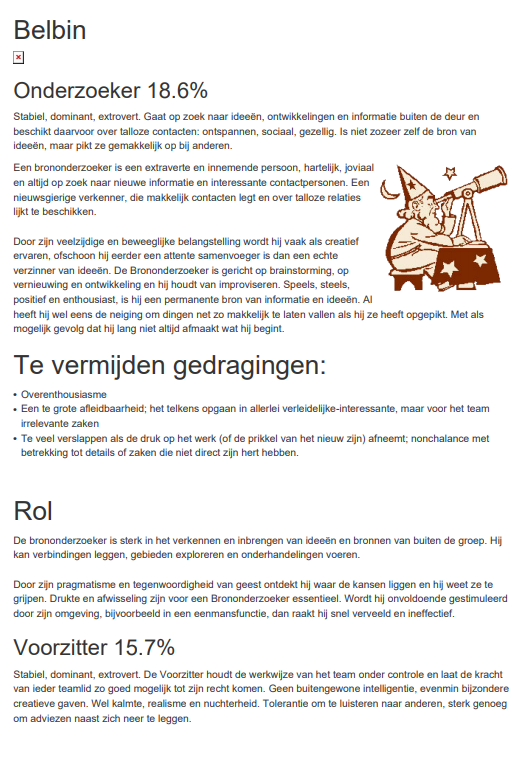 Belbin
Onderzoeker 18.6%
Stabiel, dominant, extrovert. Gaat op zoek naar ideeën, ontwikkelingen en informatie buiten de deur en
beschikt daarvoor over talloze contacten: ontspannen, sociaal, gezellig. Is niet zozeer zelf de bron van
ideeën, maar pikt ze gemakkelijk op bij anderen.
Een brononderzoeker is een extraverte en innemende persoon, hartelijk, joviaal
en altijd op zoek naar nieuwe informatie en interessante contactpersonen. Een
nieuwsgierige verkenner, die makkelijk contacten legt en over talloze relaties
lijkt te beschikken.
Door zijn veelzijdige en beweeglijke belangstelling wordt hij vaak als creatief
ervaren, ofschoon hij eerder een attente samenvoeger is dan een echte
verzinner van ideeën. De Brononderzoeker is gericht op brainstorming, op
vernieuwing en ontwikkeling en hij houdt van improviseren. Speels, steels,
positief en enthousiast, is hij een permanente bron van informatie en ideeën. Al
heeft hij wel eens de neiging om dingen net zo makkelijk te laten vallen als hij ze heeft opgepikt. Met als
mogelijk gevolg dat hij lang niet altijd afmaakt wat hij begint.
Te vermijden gedragingen:
• Overenthousiasme
• Een te grote afleidbaarheid; het telkens opgaan in allerlei verleidelijke-interessante, maar voor het team
irrelevante zaken
• Te veel verslappen als de druk op het werk (of de prikkel van het nieuw zijn) afneemt; nonchalance met
betrekking tot details of zaken die niet direct zijn hert hebben.
Rol
De brononderzoeker is sterk in het verkennen en inbrengen van ideeën en bronnen van buiten de groep. Hij
kan verbindingen leggen, gebieden exploreren en onderhandelingen voeren.
Door zijn pragmatisme en tegenwoordigheid van geest ontdekt hij waar de kansen liggen en hij weet ze te
grijpen. Drukte en afwisseling zijn voor een Brononderzoeker essentieel. Wordt hij onvoldoende gestimuleerd
door zijn omgeving, bijvoorbeeld in een eenmansfunctie, dan raakt hij snel verveeld en ineffectief.
Voorzitter 15.7%
Stabiel, dominant, extrovert. De Voorzitter houdt de werkwijze van het team onder controle en laat de kracht
van ieder teamlid zo goed mogelijk tot zijn recht komen. Geen buitengewone intelligentie, evenmin bijzondere
creatieve gaven. Wel kalmte, realisme en nuchterheid. Tolerantie om te luisteren naar anderen, sterk genoeg
om adviezen naast zich neer te leggen.